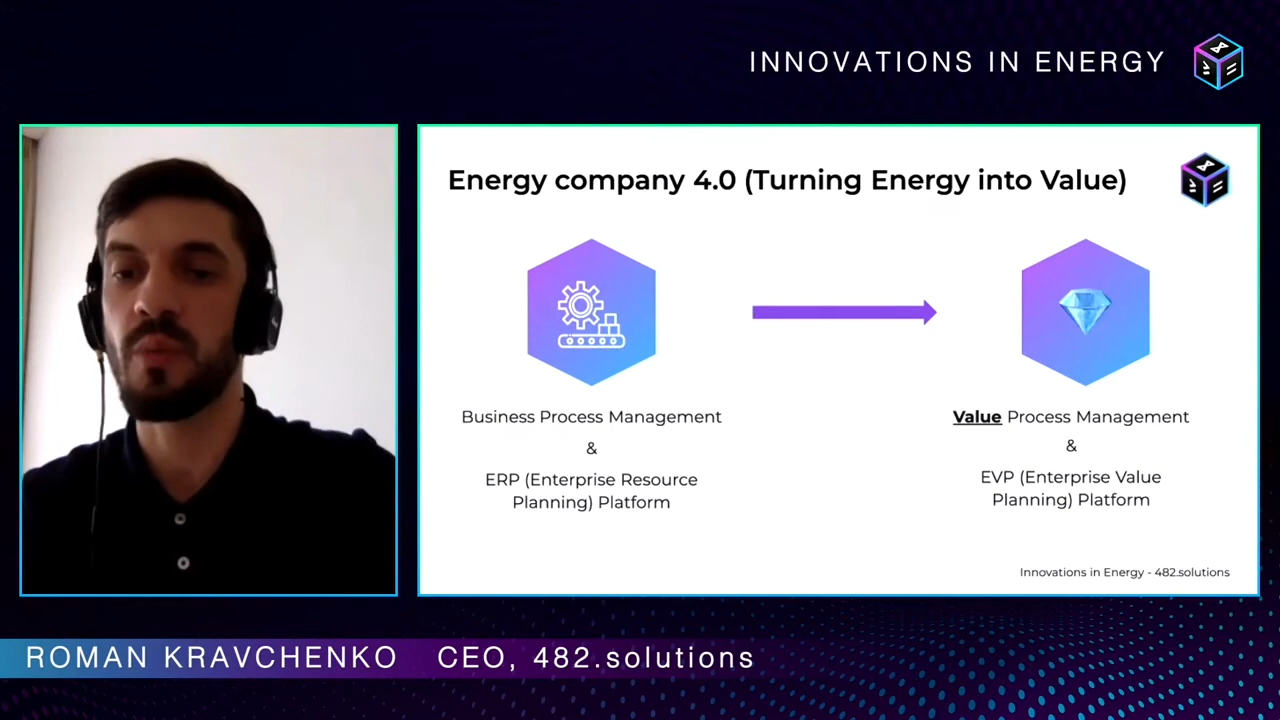 INNOVATIONS IN ENERGY
Energy company 4.0 (Turning Energy into Value)
Business Process Management
&
ERP (Enterprise Resource
Planning) Platform
Value Process Management
&
EVP (Enterprise Value
Planning) Platform
Innovations in Energy - 482.solutions
ROMAN KRAVCHENKO CEO, 482.solutions